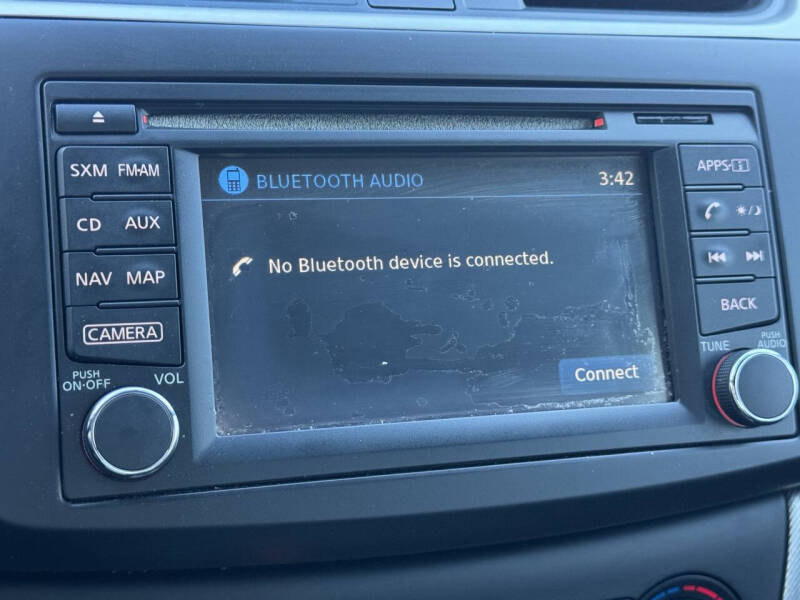 SXM FM-AM
CD AUX
NAV MAP
CAMERA
PUSH
ON·OFF
VOL
BLUETOOTH AUDIO 3:42
No Bluetooth device is connected.
Connect
APPS·i
BACK
TUNE
PUSH
AUDIO